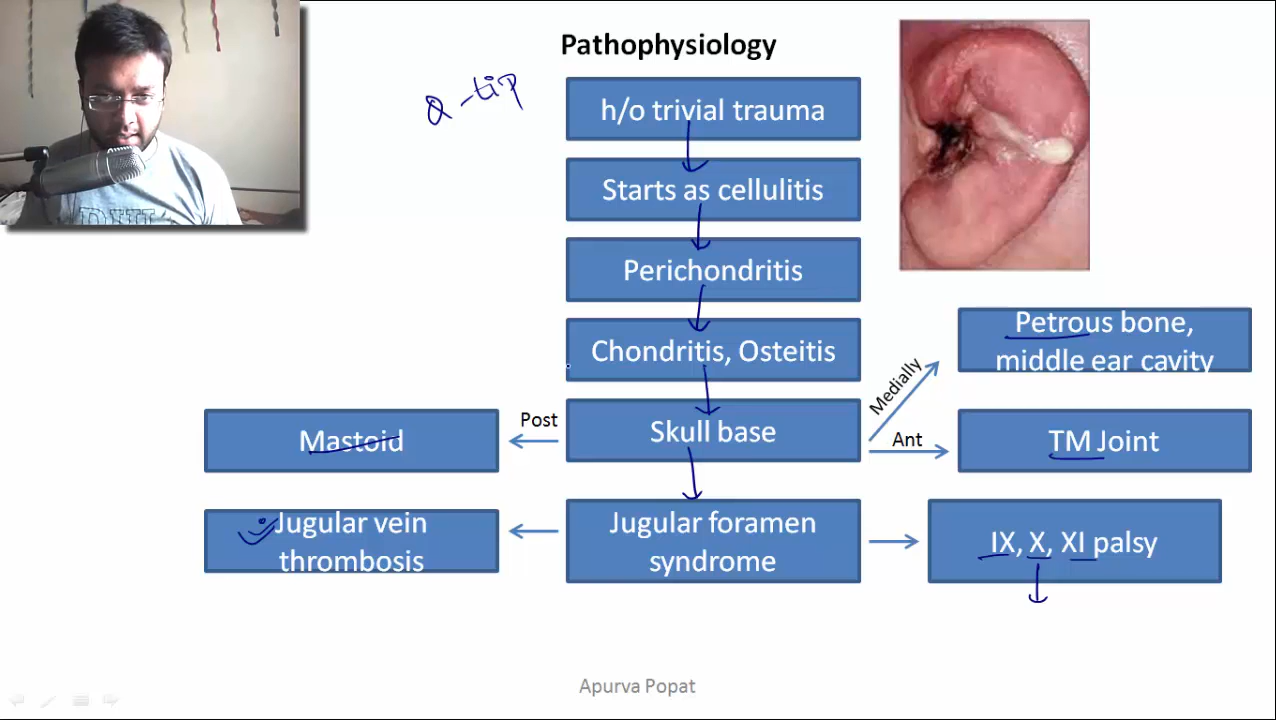 Pathophysiology
Q-tip
h/o trivial trauma
Starts as cellulitis
Perichondritis
Chondritis, Osteitis
Petrous bone,
middle ear cavity
Medially
Mastoid
Post
Skull base
Ant
TM Joint
Jugular vein
thrombosis
Jugular foramen
syndrome
IX, X, XI palsy
Apurva Popat